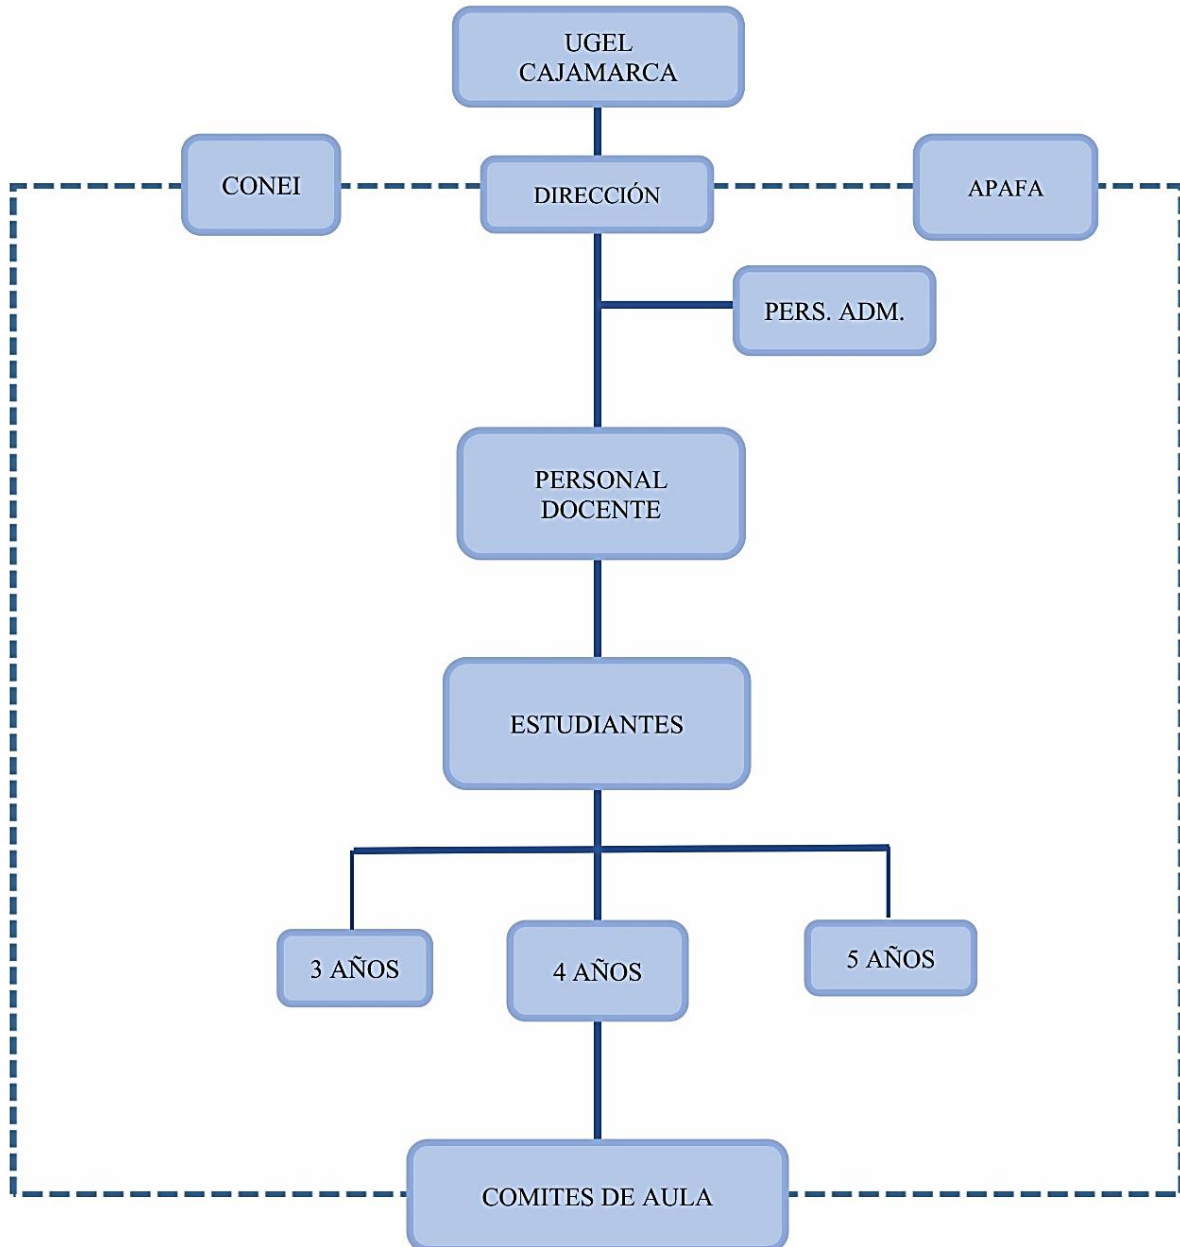 UGEL
CAJAMARCA
CONEI
DIRECCIÓN
APAFA
PERS. ADM.
PERSONAL
DOCENTE
ESTUDIANTES
3 AÑOS
4 AÑOS
5 AÑOS
COMITES DE AULA